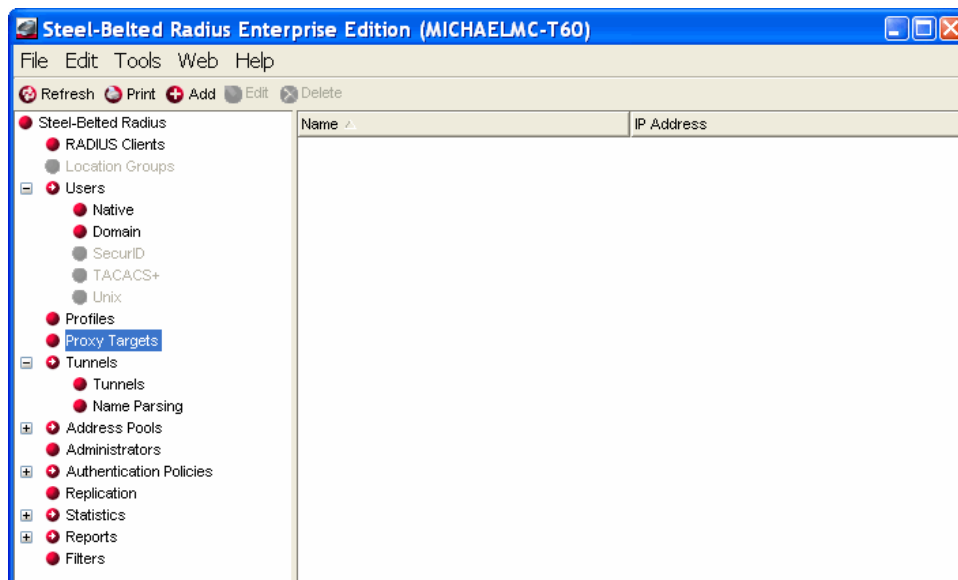 Steel-Belted Radius Enterprise Edition (MICHAELMC-T60)
File Edit Tools Web Help
Refresh Print Add Edit Delete
Steel-Belted Radius
RADIUS Clients
Location Groups
Users
Native
Domain
SecurID
TACACS+
Unix
Profiles
Proxy Targets
Tunnels
Tunnels
Name Parsing
Address Pools
Administrators
Authentication Policies
Replication
Statistics
Reports
Filters
Name IP Address